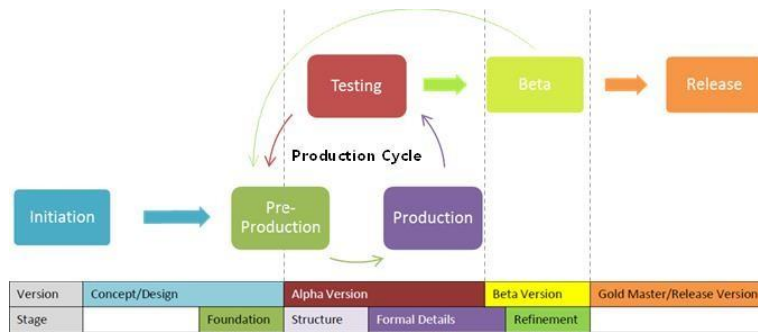 Testing
Beta
Release
Production Cycle
Initiation
Pre-
Production
Production
Version Concept/Design Alpha Version Beta Version Gold Master/Release Version
Stage Foundation Structure Formal Details Refinement